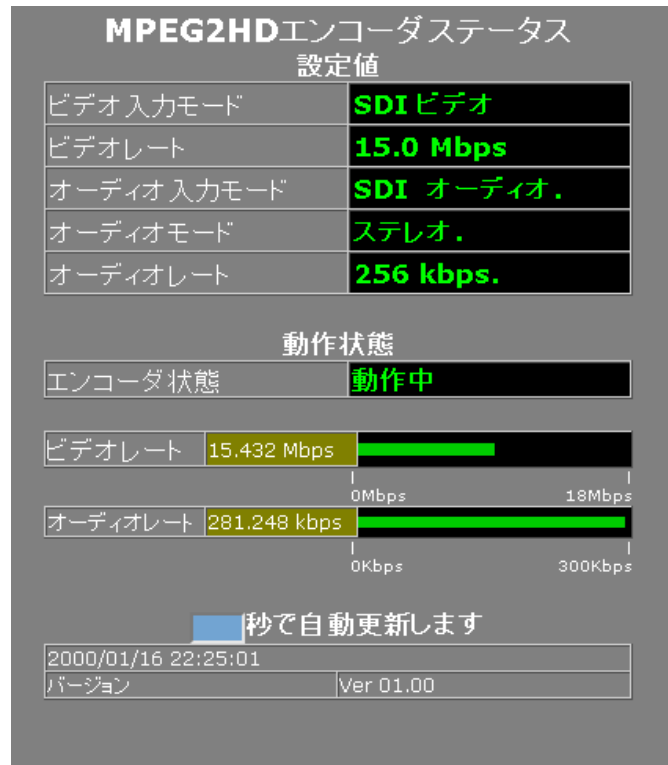 MPEG2HDエンコーダステータス
設定値
ビデオ入力モード SDIビデオ
ビデオレート 15.0 Mbps
オーディオ入力モード SDI オーディオ.
オーディオモード ステレオ.
オーディオレート 256 kbps.
動作状態
エンコーダ状態 動作中
ビデオレート 15.432 Mbps
0Mbps 18Mbps
オーディオレート 281.248 kbps
0Kbps 300Kbps
秒で自動更新します
2000/01/16 22:25:01
バージョン Ver 01.00